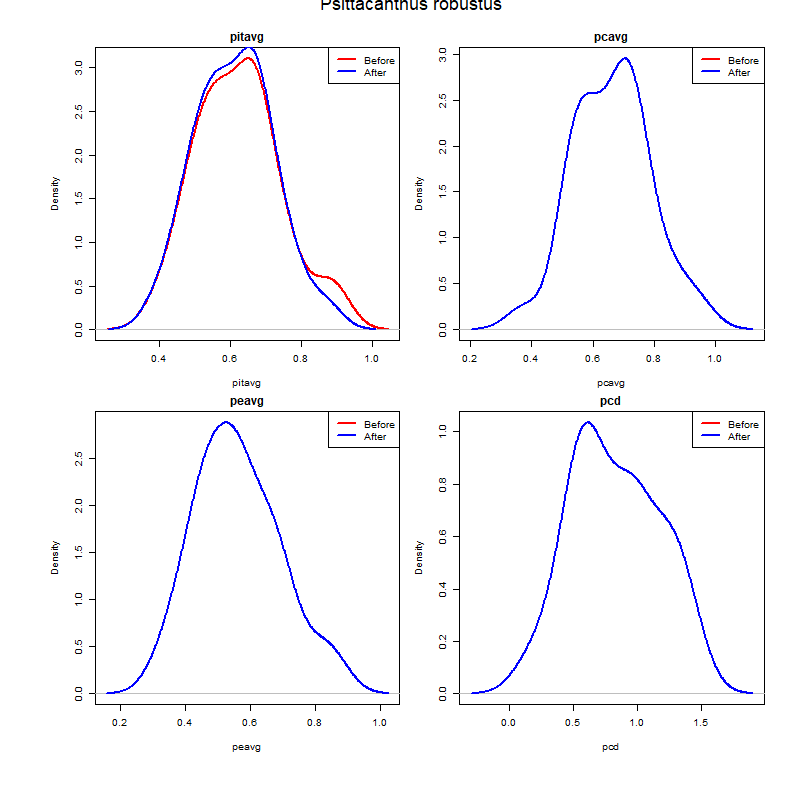 Psittacanthus robustus
pitavg
Density
0.0 0.5 1.0 1.5 2.0 2.5 3.0
Before
After
0.4 0.6 0.8 1.0
pitavg
pcavg
Density
0.0 0.5 1.0 1.5 2.0 2.5 3.0
Before
After
0.2 0.4 0.6 0.8 1.0
pcavg
peavg
Density
0.0 0.5 1.0 1.5 2.0 2.5
Before
After
0.2 0.4 0.6 0.8 1.0
peavg
pcd
Density
0.0 0.2 0.4 0.6 0.8 1.0
Before
After
0.0 0.5 1.0 1.5
pcd